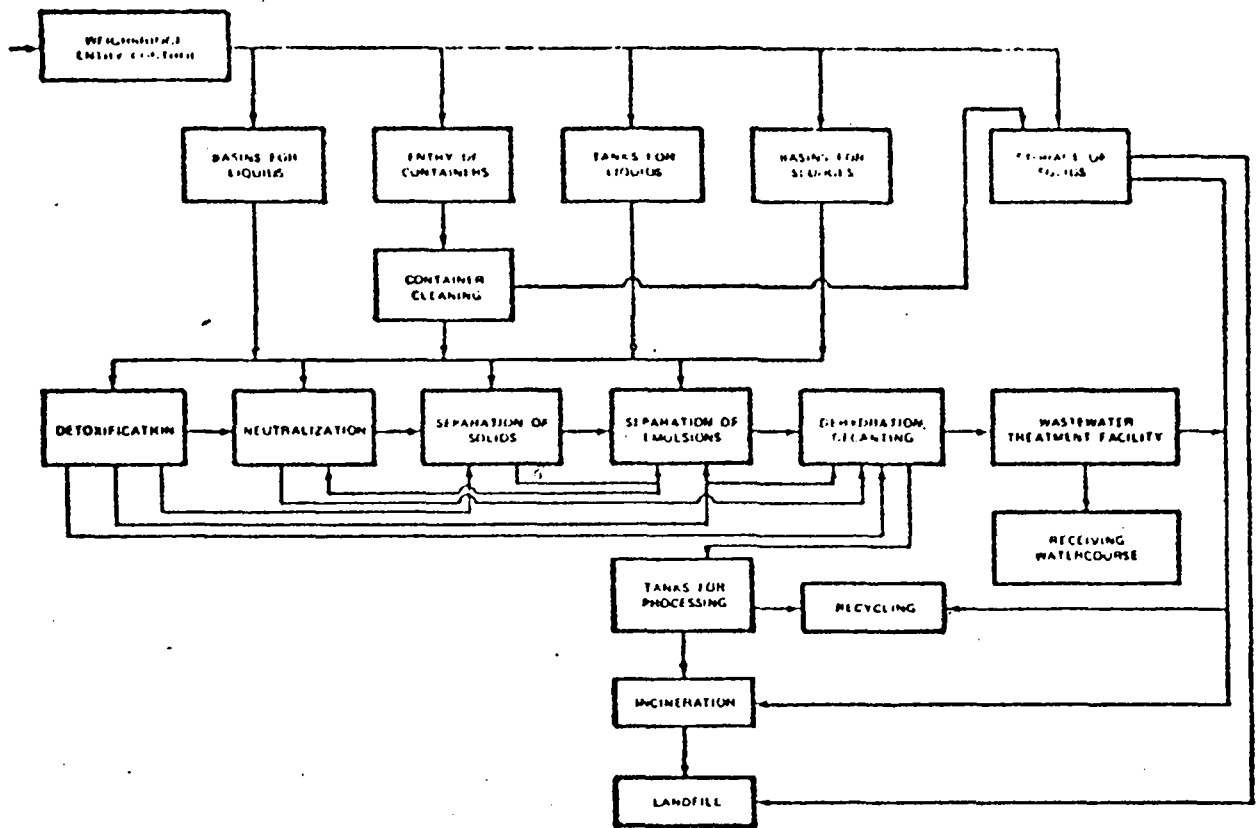 ENTRY CONTROL
BASINS FOR
LIQUIDS
ENTRY OF
CONTAINERS
TANKS FOR
LIQUIDS
BASINS FOR
SLUDGES
STORAGE OF
SOLIDS
CONTAINER
CLEANING
DETOXIFICATION
NEUTRALIZATION
SEPARATION OF
SOLIDS
SEPARATION OF
EMULSIONS
DEHYDRATION,
DECANTING
WASTEWATER
TREATMENT FACILITY
RECEIVING
WATERCOURSE
TANKS FOR
PROCESSING
RECYCLING
INCINERATION
LANDFILL